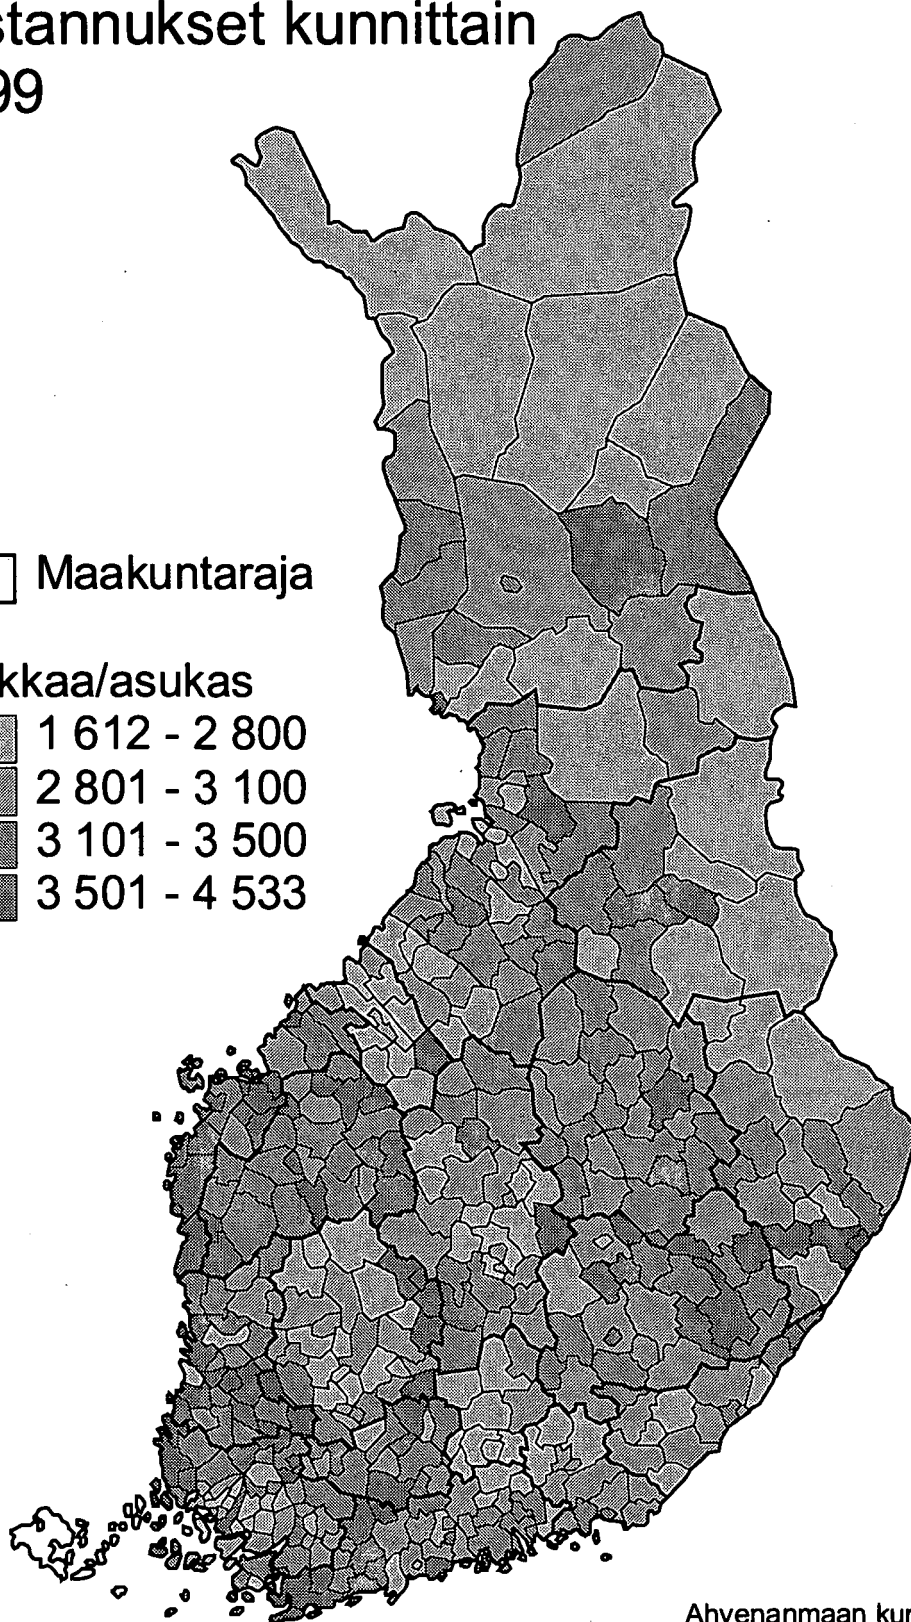 stannukset kunnittain
99
Maakuntaraja
kkaa/asukas
1 612 - 2 800
2 801 - 3 100
3 101 - 3 500
3 501 - 4 533
Ahvenanmaan kun